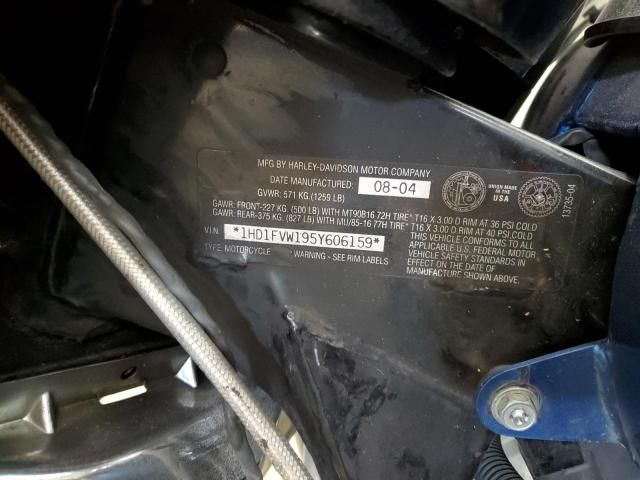 MFG BY HARLEY-DAVIDSON MOTOR COMPANY
DATE MANUFACTURED: 08-04
GVWR: 571 KG (1259 LB)
UNION MADE IN THE USA
GAWR: FRONT-227 KG. (500 LB) WITH MT90B16 72H TIRE* T16 X 3.00 D RIM AT 36 PSI COLD
GAWR: REAR-375 KG. (827 LB) WITH MU/85-16 77H TIRE* T16 X 3.00 D RIM AT 40 PSI COLD
V.I.N. *1HD1FVW195Y606159*
TYPE: MOTORCYCLE *WARNING - SEE RIM LABELS
THIS VEHICLE CONFORMS TO ALL
APPLICABLE U.S. FEDERAL MOTOR
VEHICLE SAFETY STANDARDS IN
EFFECT ON THE DATE OF
MANUFACTURE SHOWN ABOVE.
13725-04